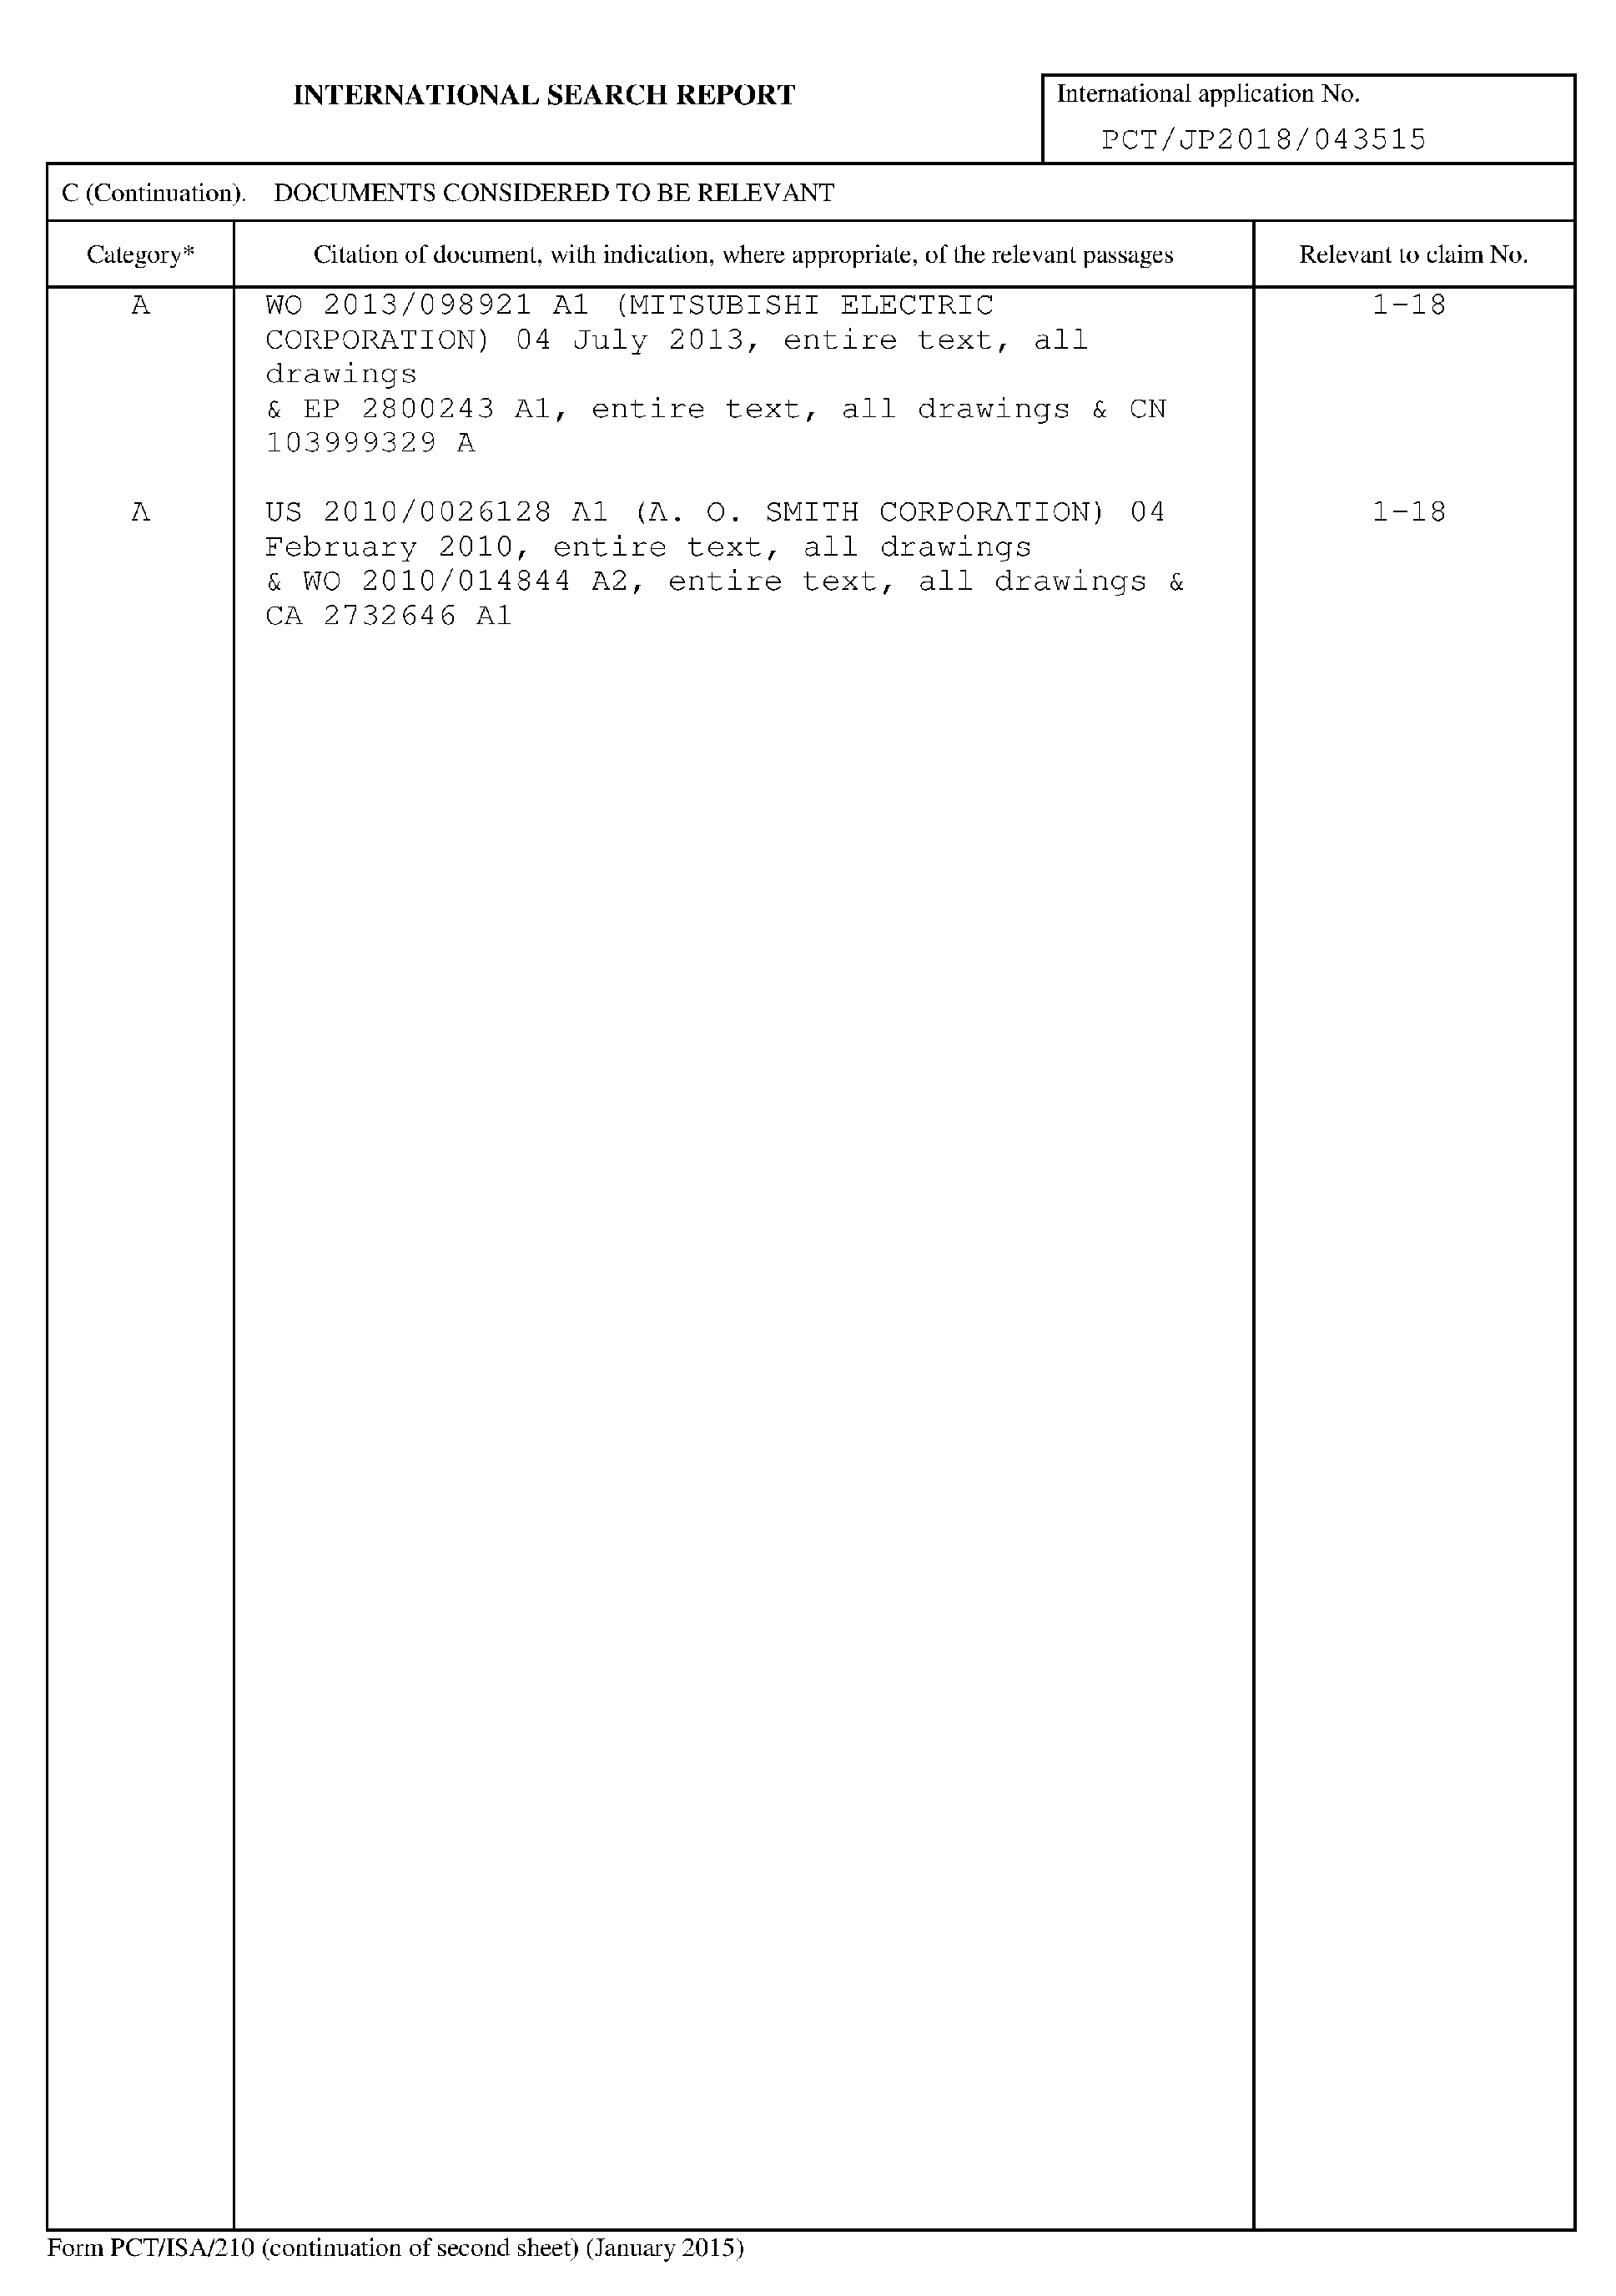 INTERNATIONAL SEARCH REPORT
International application No.
PCT/JP2018/043515
C (Continuation). DOCUMENTS CONSIDERED TO BE RELEVANT
Category* Citation of document, with indication, where appropriate, of the relevant passages Relevant to claim No.
A WO 2013/098921 A1 (MITSUBISHI ELECTRIC 1-18
CORPORATION) 04 July 2013, entire text, all
drawings
& EP 2800243 A1, entire text, all drawings & CN
103999329 A
A US 2010/0026128 A1 (A. O. SMITH CORPORATION) 04 1-18
February 2010, entire text, all drawings
& WO 2010/014844 A2, entire text, all drawings &
CA 2732646 A1
Form PCT/ISA/210 (continuation of second sheet) (January 2015)